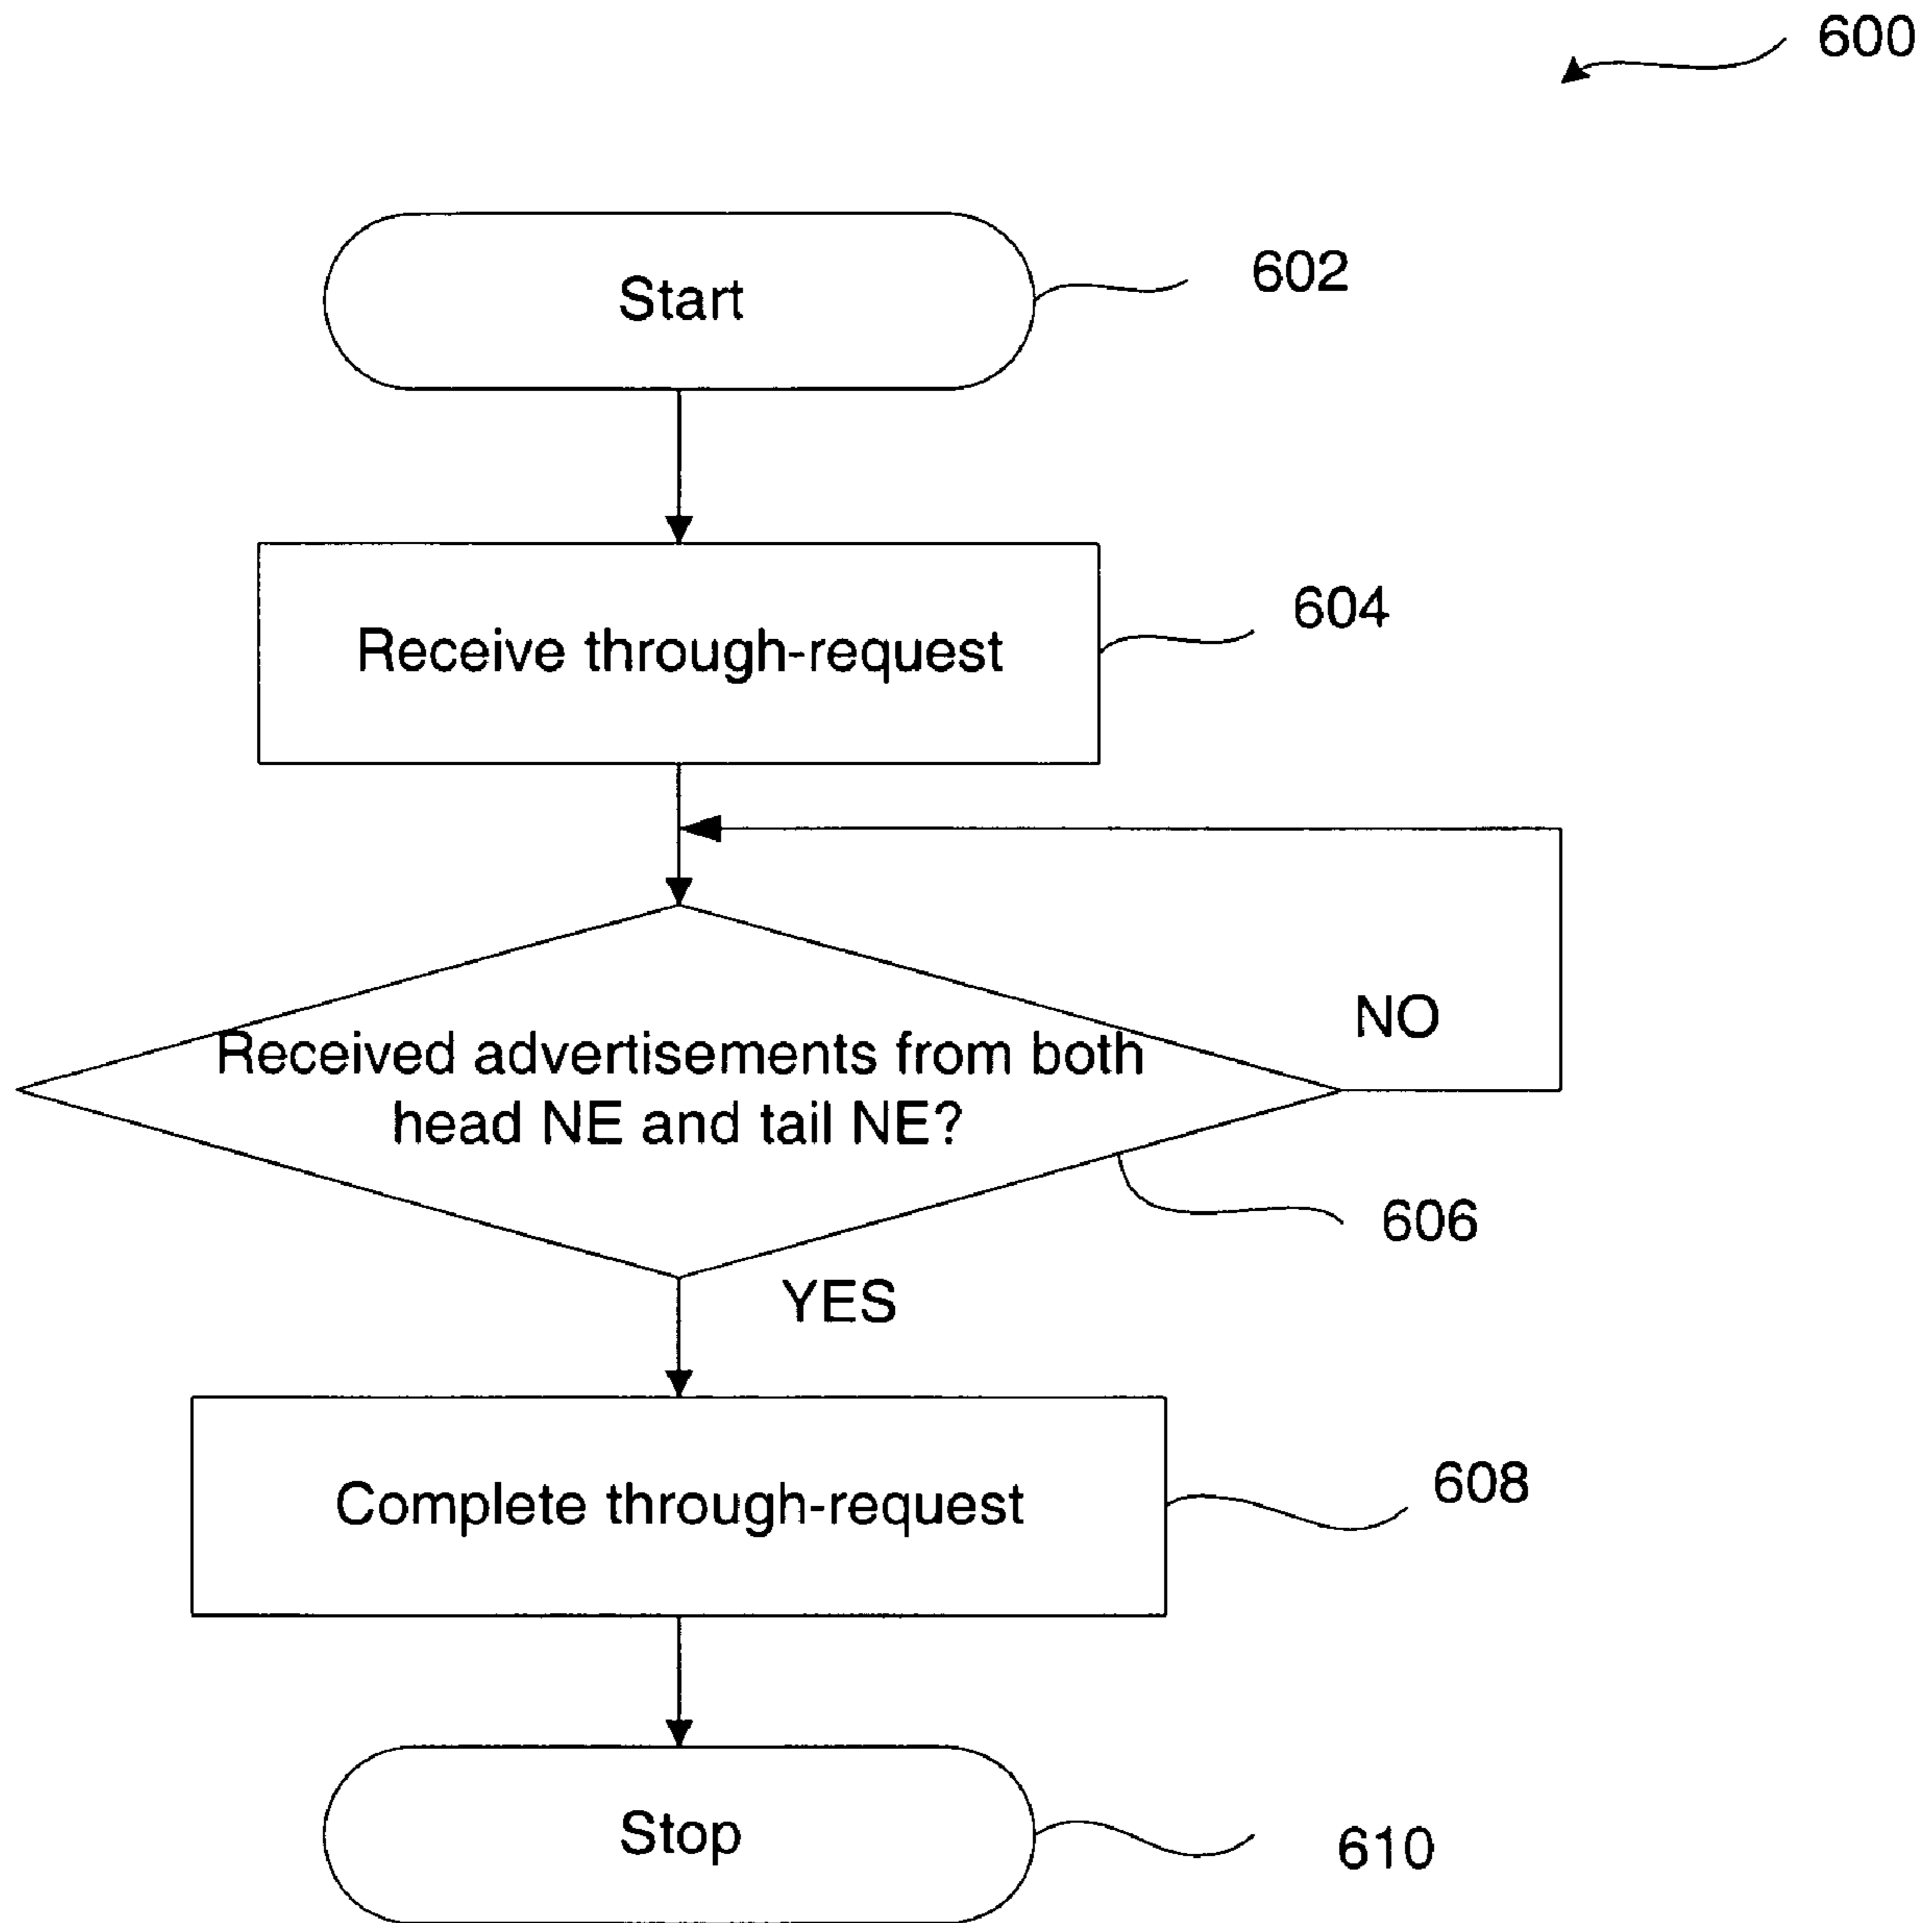 600
Start
602
Receive through-request
604
NO
Received advertisements from both
head NE and tail NE?
606
YES
Complete through-request
608
Stop
610